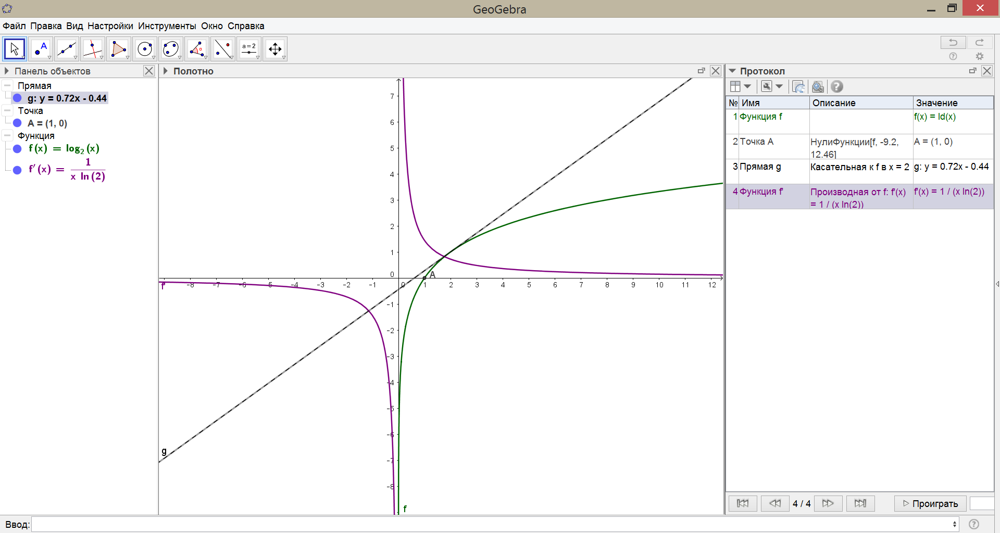 GeoGebra
Файл Правка Вид Настройки Инструменты Окно Справка
A
α
a = 2
Панель объектов
Прямая
g: y = 0.72x - 0.44
Точка
A = (1, 0)
Функция
f(x) = log₂(x)
f′(x) = 1 / x ln(2)
Полотно
7
6
5
4
3
2
1
0
-1
-2
-3
-4
-5
-6
-7
-8
-8 -7 -6 -5 -4 -3 -2 -1 0 1 2 3 4 5 6 7 8 9 10 11 12
A
f'
g
f
Протокол
№ Имя Описание Значение
1 Функция f f(x) = ld(x)
2 Точка A НулиФункции[f, -9.2, 12.46] A = (1, 0)
3 Прямая g Касательная к f в x = 2 g: y = 0.72x - 0.44
4 Функция f' Производная от f: f'(x) = 1 / (x ln(2)) f'(x) = 1 / (x ln(2))
4 / 4
Проиграть
Ввод: